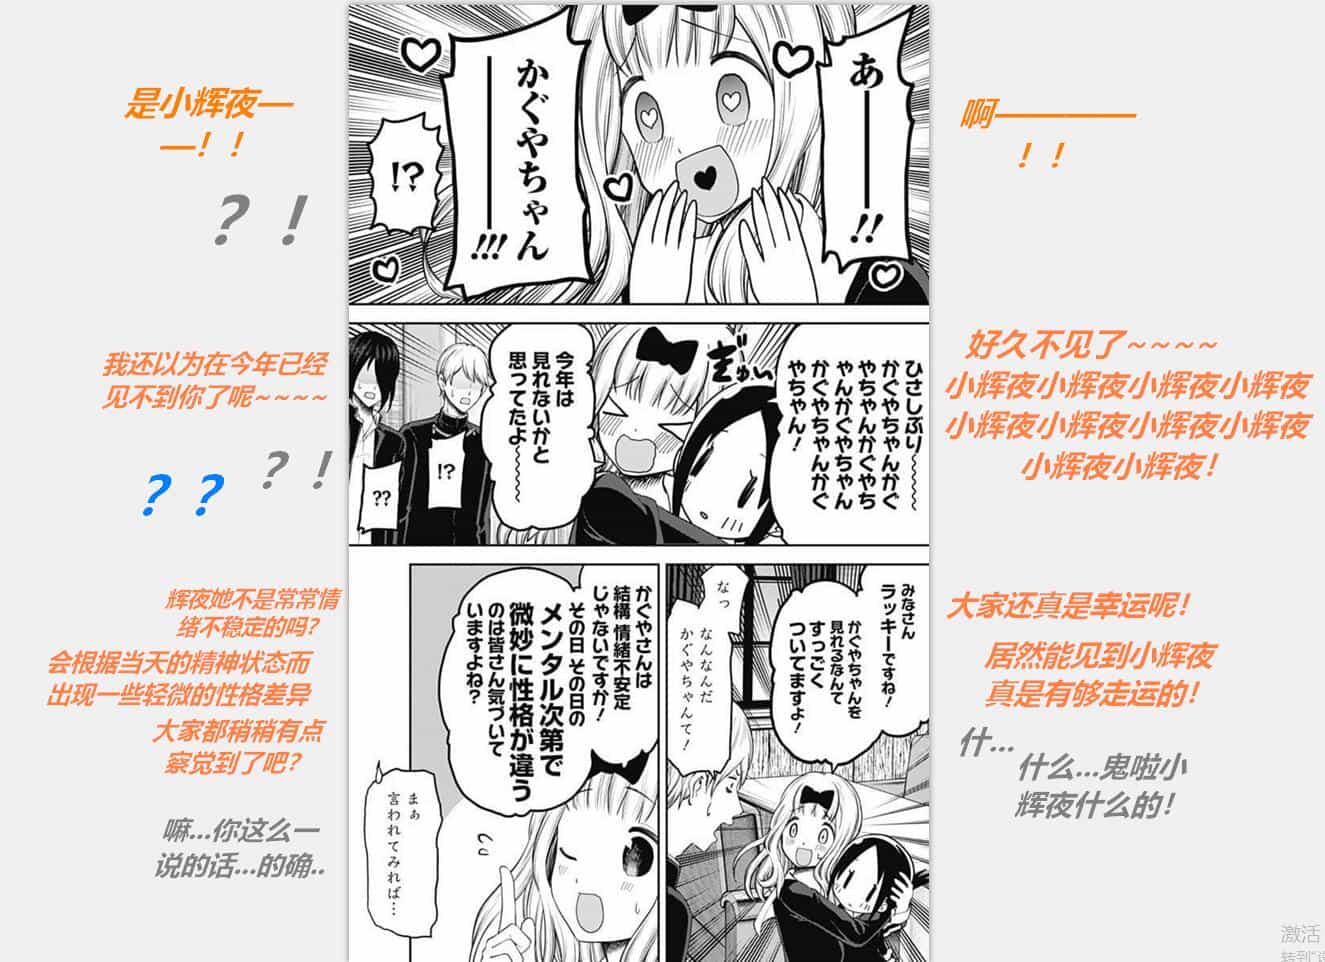 是小辉夜—
—！！
？！
我还以为在今年已经
见不到你了呢~~~~
？！
？？
辉夜她不是常常情
绪不稳定的吗?
会根据当天的精神状态而
出现一些轻微的性格差异
大家都稍稍有点
察觉到了吧?
嘛...你这么一
说的话...的确..
あ
——!!
かぐやちゃん
——!!!
!?
ひさしぶり〜〜〜
かぐやちゃんかぐ
やちゃんかぐやち
ゃんかぐやちゃん
かぐやちゃんかぐ
やちゃん！
ぎゅいっ
今年は
見れないかと
思ってたよ〜〜〜
!?
??
みなさん
ラッキーですね！
かぐやちゃんを
見れるなんて
すっごく
ついてますよ！
なっ
なんなんだ
かぐやちゃんて！
かぐやさんは
結構 情緒不安定
じゃないですか！
その日 その日の
メンタル次第で
微妙に性格が違う
のは皆さん気づいて
いますよね？
まぁ
言われてみれば…
啊————
！！
好久不见了~~~~
小辉夜小辉夜小辉夜小辉夜
小辉夜小辉夜小辉夜小辉夜
小辉夜小辉夜！
大家还真是幸运呢！
居然能见到小辉夜
真是有够走运的！
什...
什么...鬼啦小
辉夜什么的！
激活